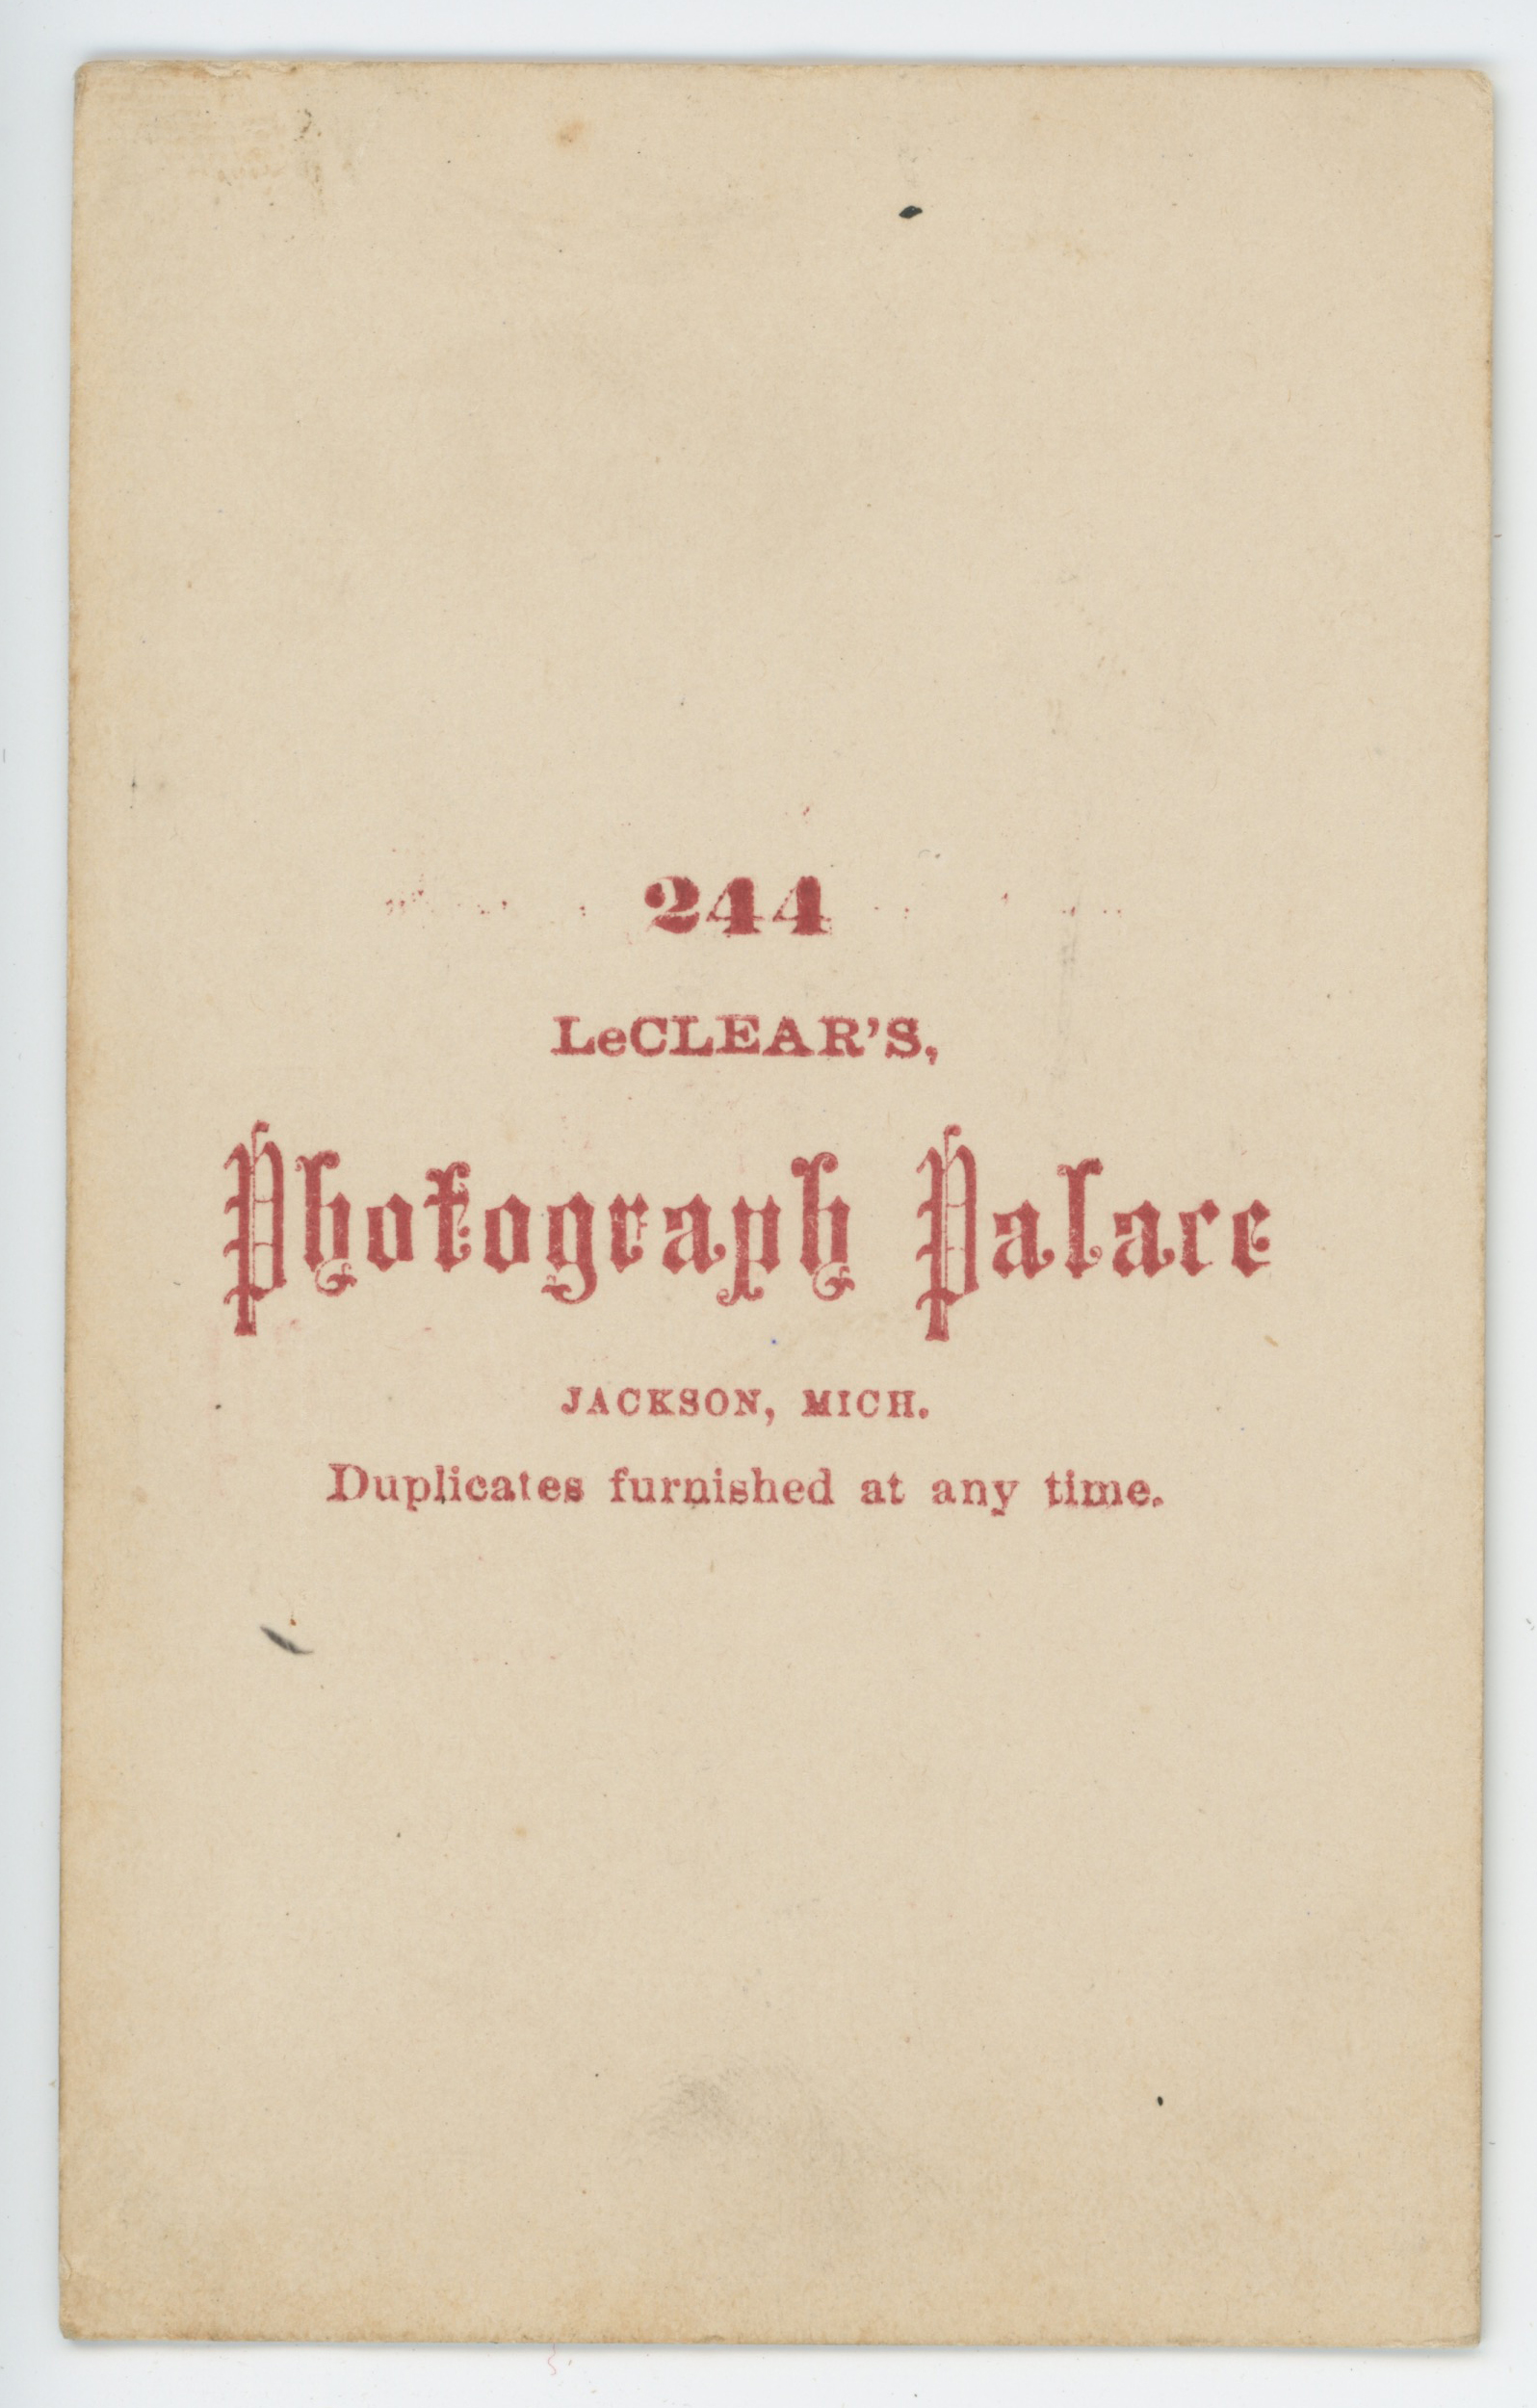 244
LeCLEAR'S,
Photograph Palace
JACKSON, MICH.
Duplicates furnished at any time.